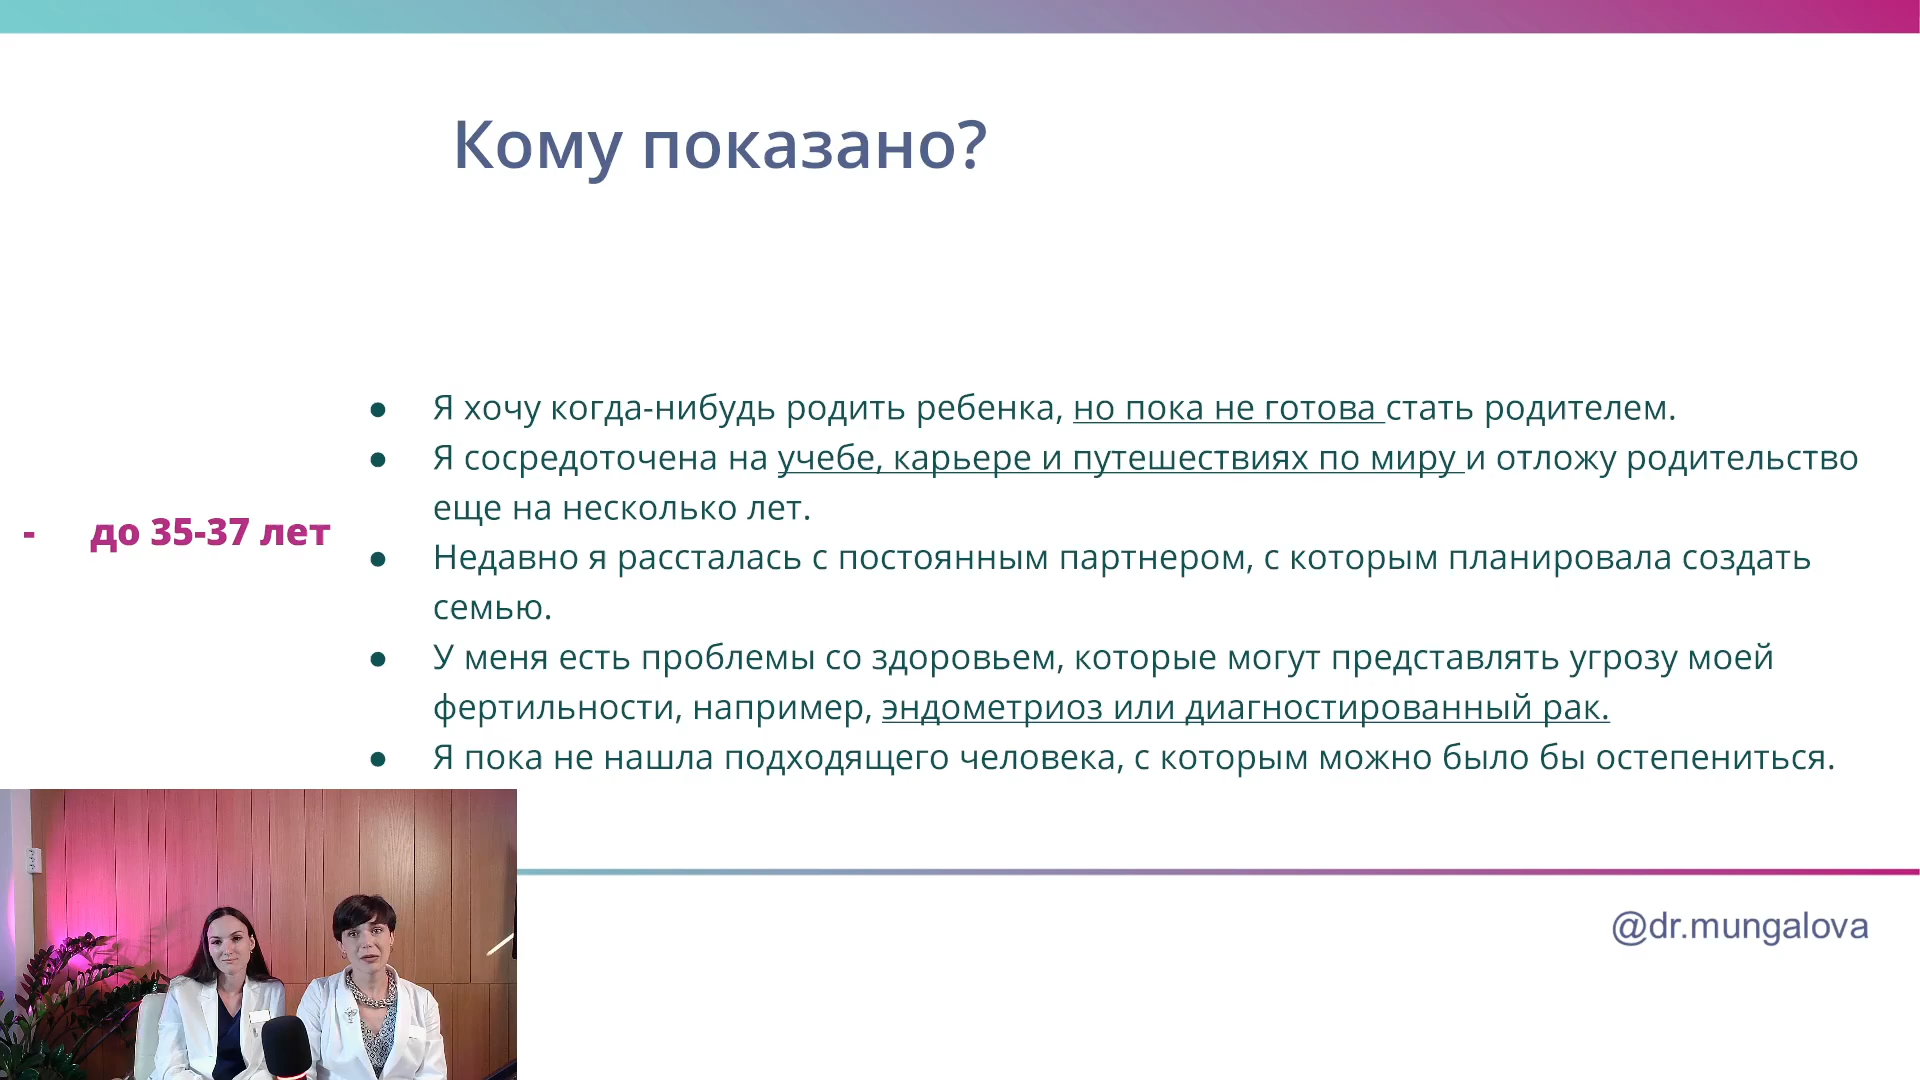 Кому показано?
- до 35-37 лет
● Я хочу когда-нибудь родить ребенка, но пока не готова стать родителем.
● Я сосредоточена на учебе, карьере и путешествиях по миру и отложу родительство
еще на несколько лет.
● Недавно я рассталась с постоянным партнером, с которым планировала создать
семью.
● У меня есть проблемы со здоровьем, которые могут представлять угрозу моей
фертильности, например, эндометриоз или диагностированный рак.
● Я пока не нашла подходящего человека, с которым можно было бы остепениться.
@dr.mungalova